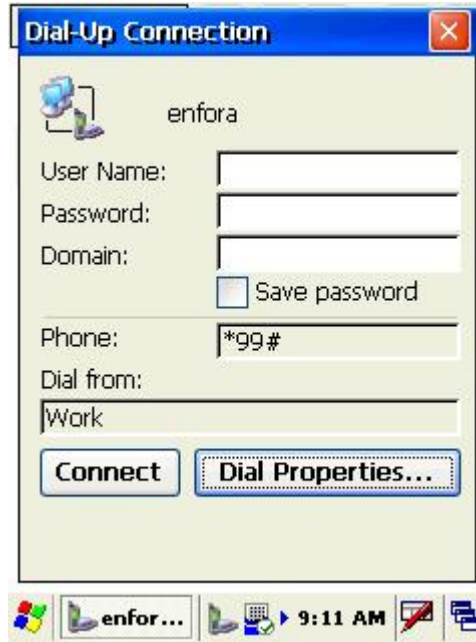 Dial-Up Connection
enfora
User Name:
Password:
Domain:
Save password
Phone: *99#
Dial from:
Work
Connect Dial Properties...
enfor... 9:11 AM